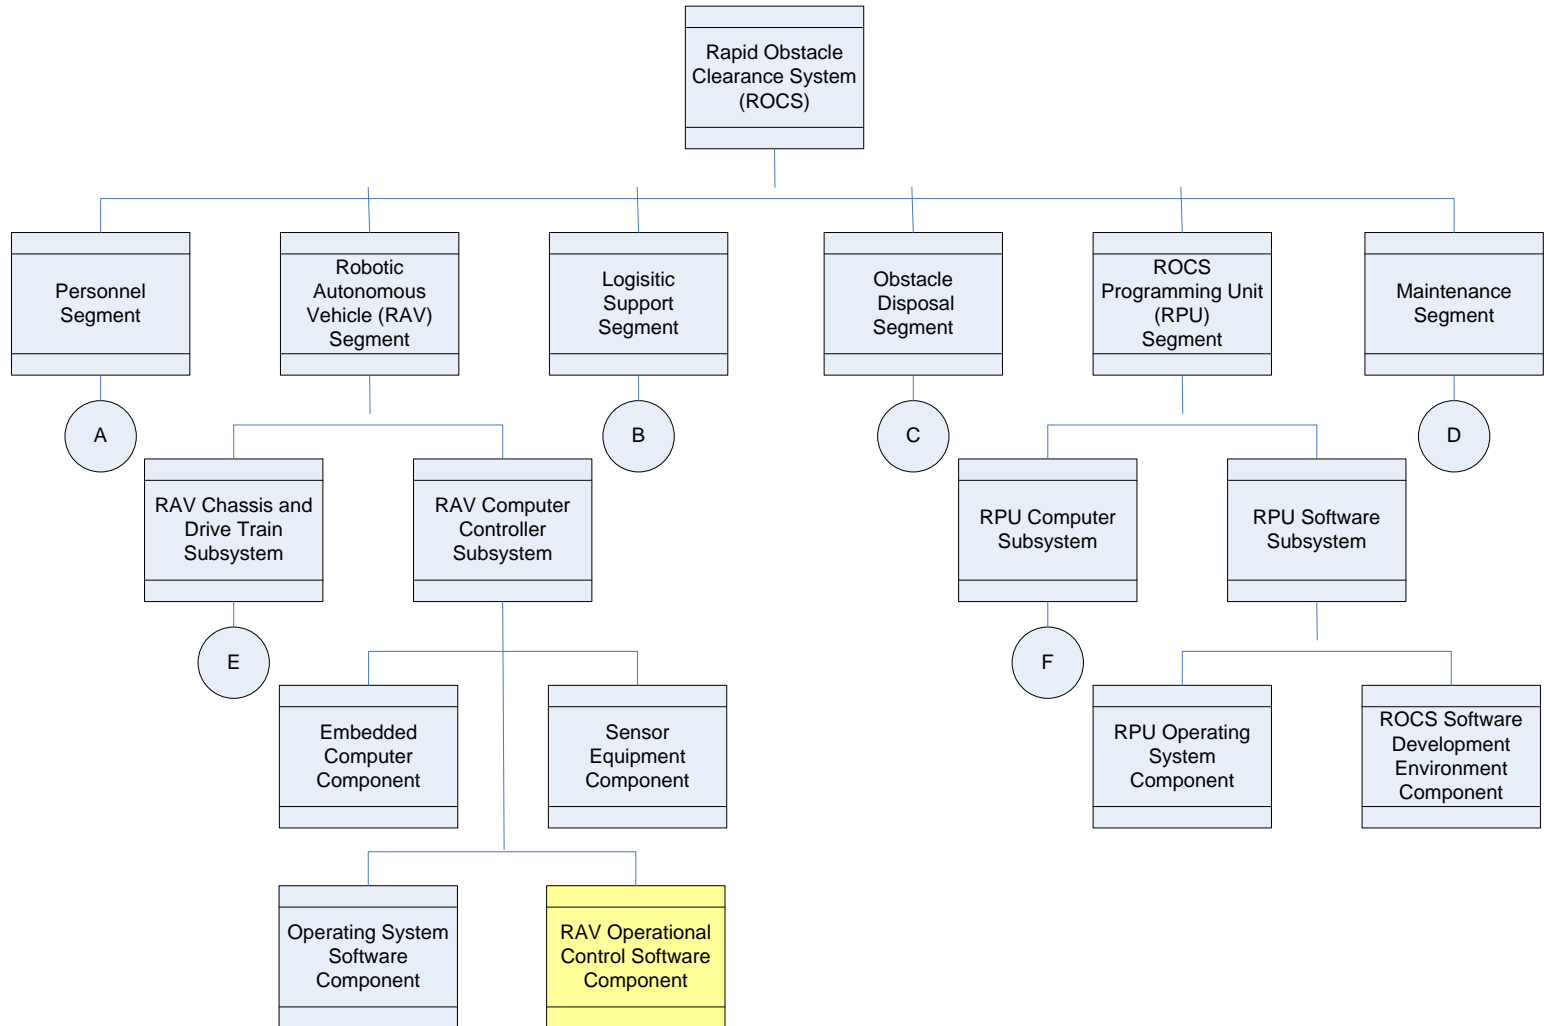 Rapid Obstacle
Clearance System
(ROCS)
Personnel
Segment
Robotic
Autonomous
Vehicle (RAV)
Segment
Logisitic
Support
Segment
Obstacle
Disposal
Segment
ROCS
Programming Unit
(RPU)
Segment
Maintenance
Segment
A
B
C
D
RAV Chassis and
Drive Train
Subsystem
RAV Computer
Controller
Subsystem
RPU Computer
Subsystem
RPU Software
Subsystem
E
F
Embedded
Computer
Component
Sensor
Equipment
Component
RPU Operating
System
Component
ROCS Software
Development
Environment
Component
Operating System
Software
Component
RAV Operational
Control Software
Component